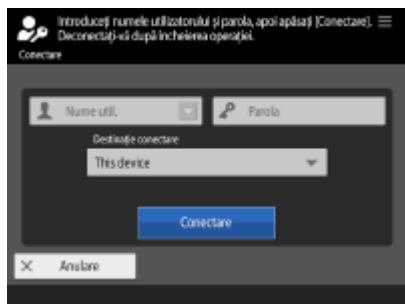 Introduceți numele utilizatorului și parola, apoi apăsați [Conectare].
Deconectați-vă după încheierea operației.
Conectare
Nume util.
Parola
Destinație conectare
This device
Conectare
Anulare